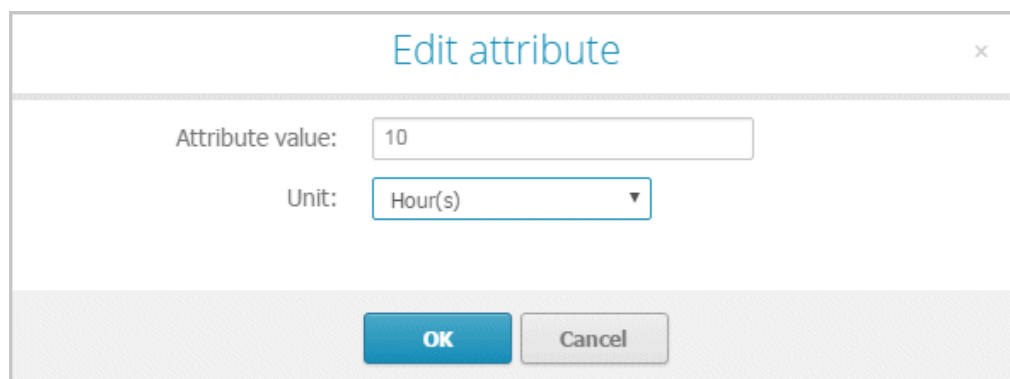 Edit attribute ×
Attribute value: 10
Unit: Hour(s) ▼
OK Cancel